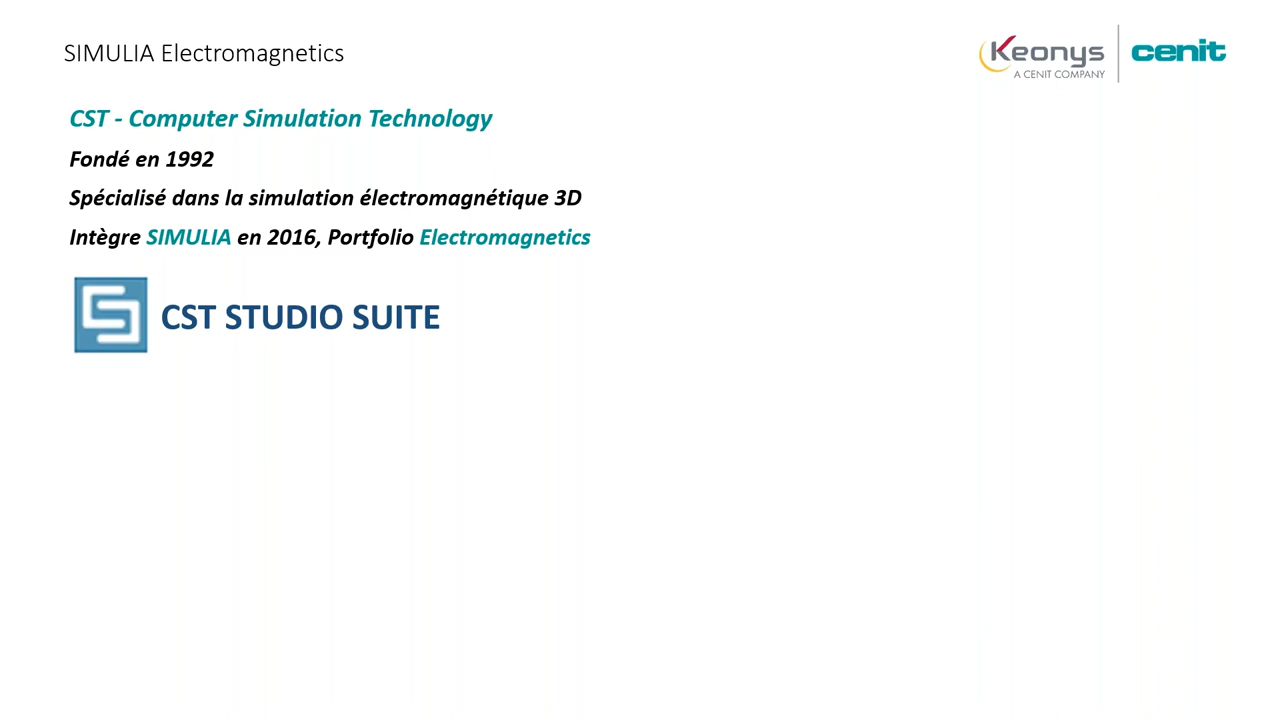 SIMULIA Electromagnetics
Keonys
A CENIT COMPANY
cenit
CST - Computer Simulation Technology
Fondé en 1992
Spécialisé dans la simulation électromagnétique 3D
Intègre SIMULIA en 2016, Portfolio Electromagnetics
CST STUDIO SUITE